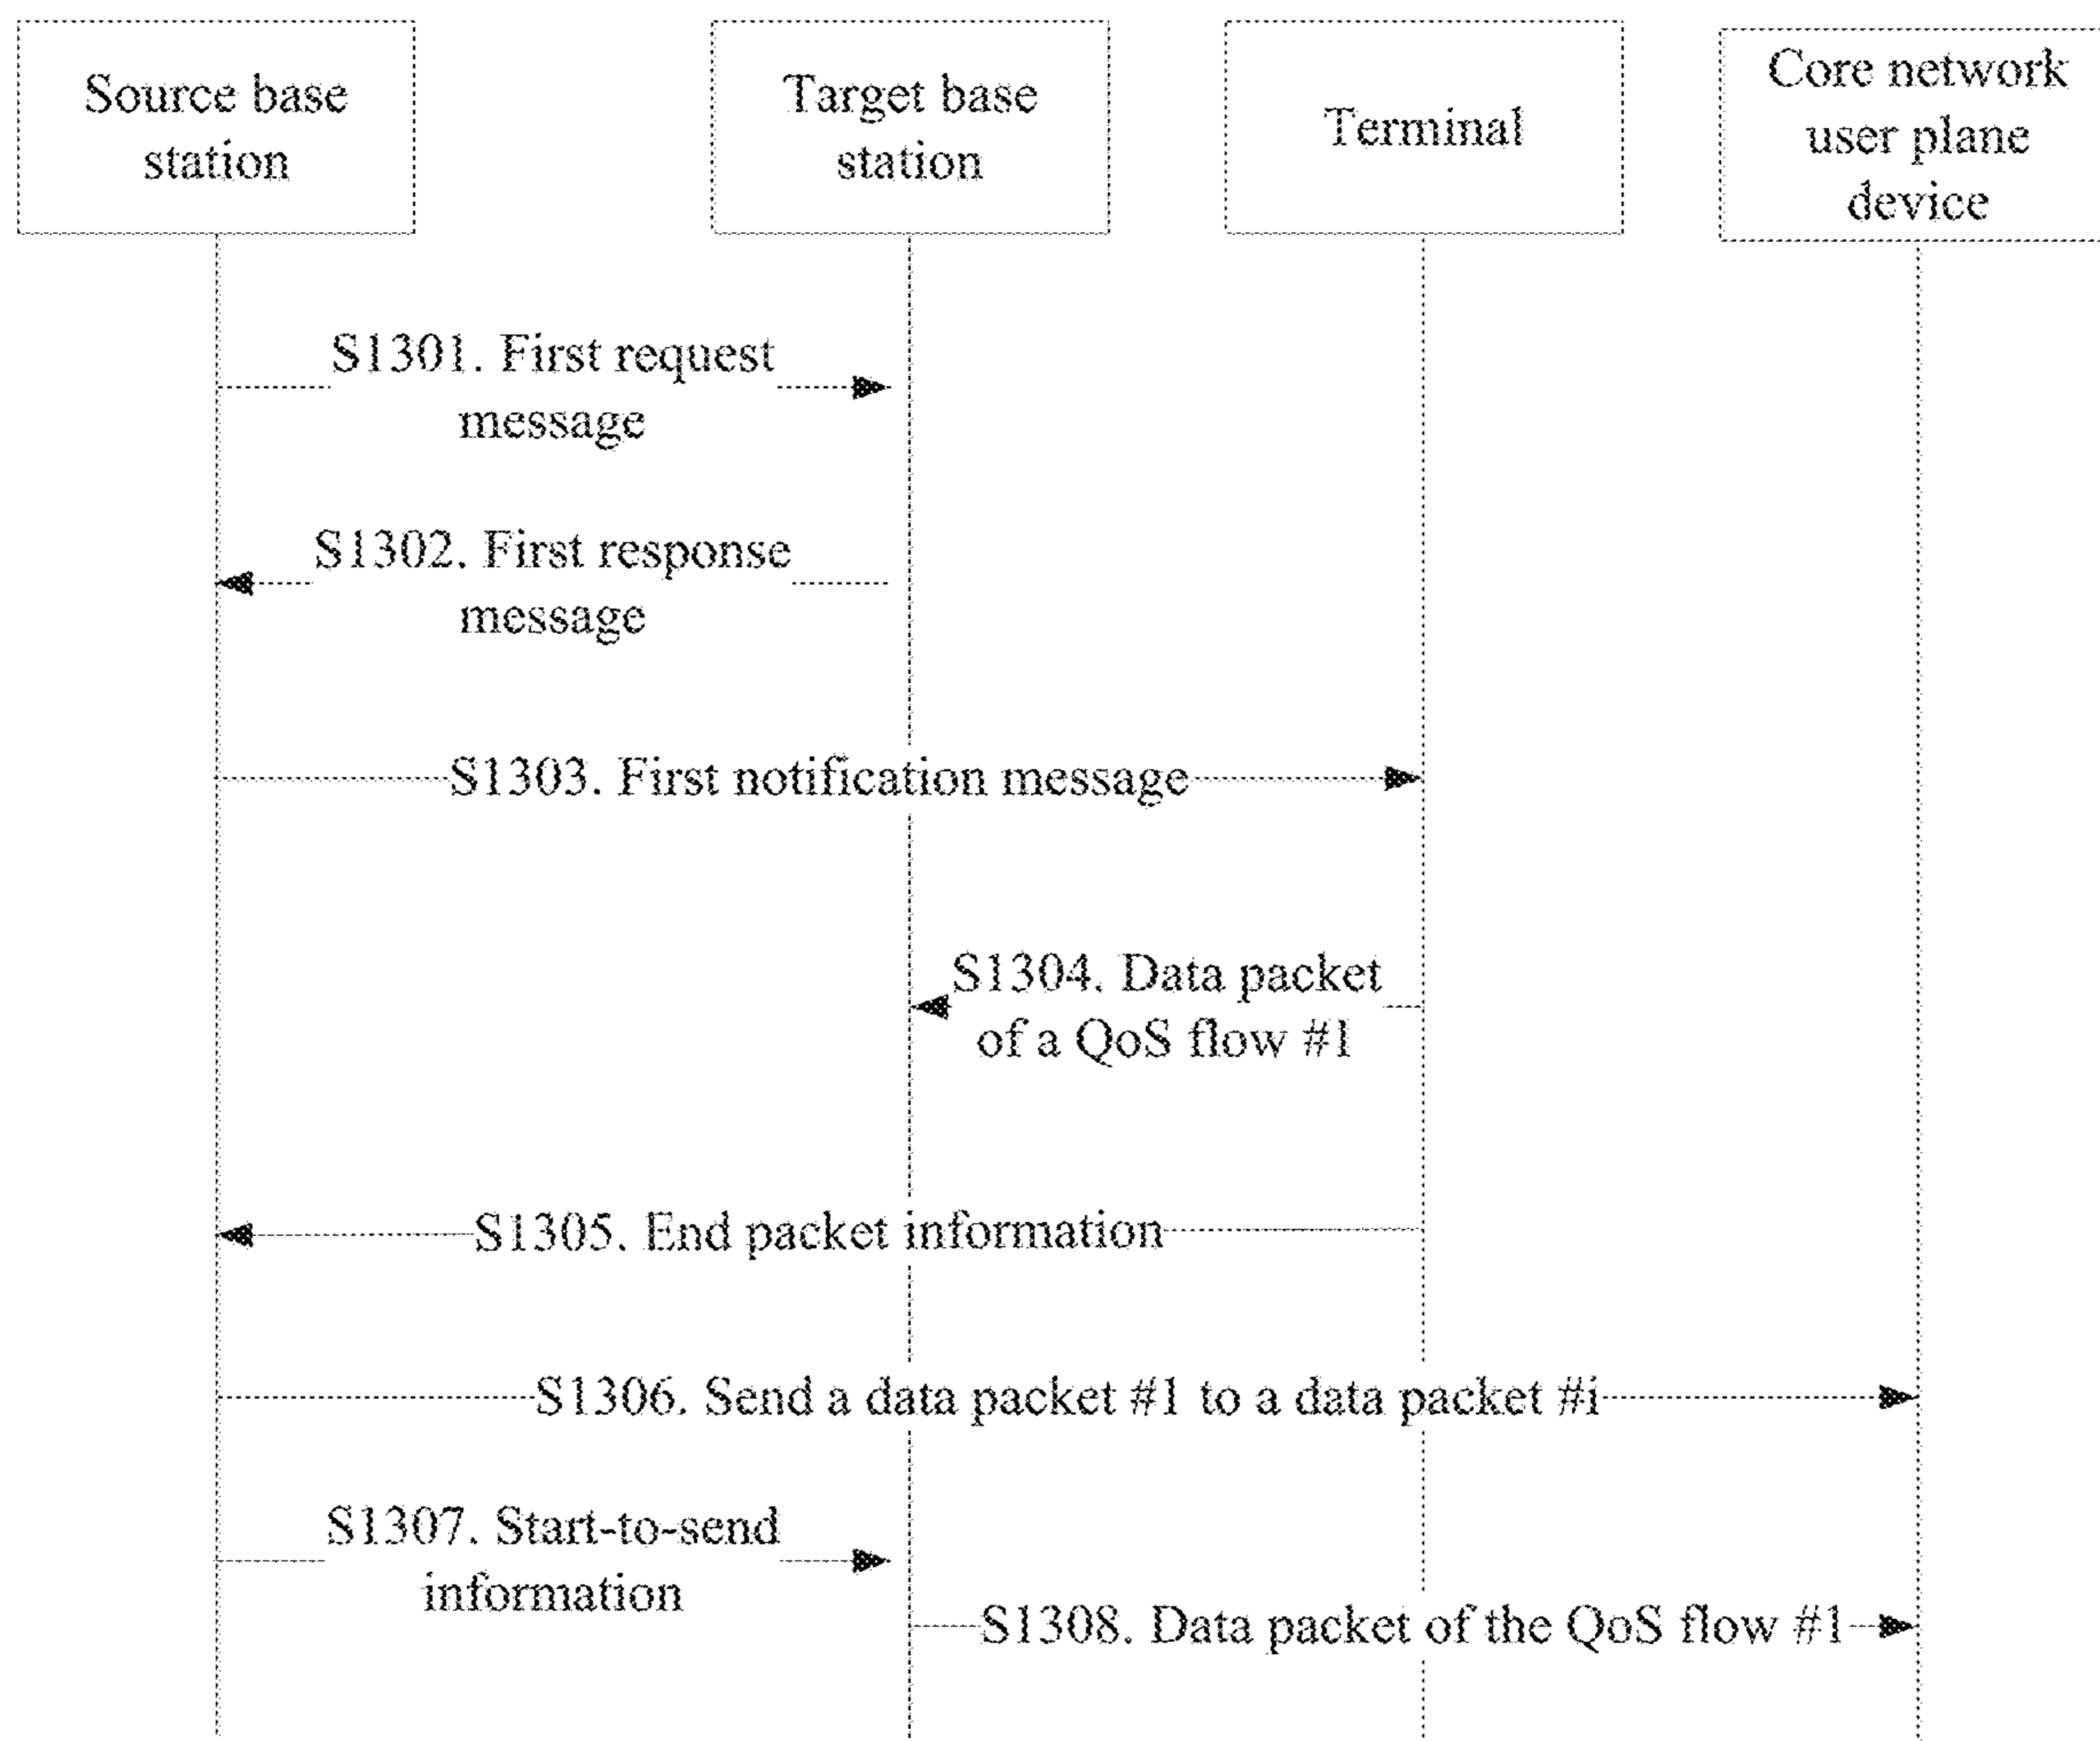 Source base
station
Target base
station
Terminal
Core network
user plane
device
S1301. First request
message
S1302. First response
message
S1303. First notification message
S1304. Data packet
of a QoS flow #1
S1305. End packet information
S1306. Send a data packet #1 to a data packet #i
S1307. Start-to-send
information
S1308. Data packet of the QoS flow #1